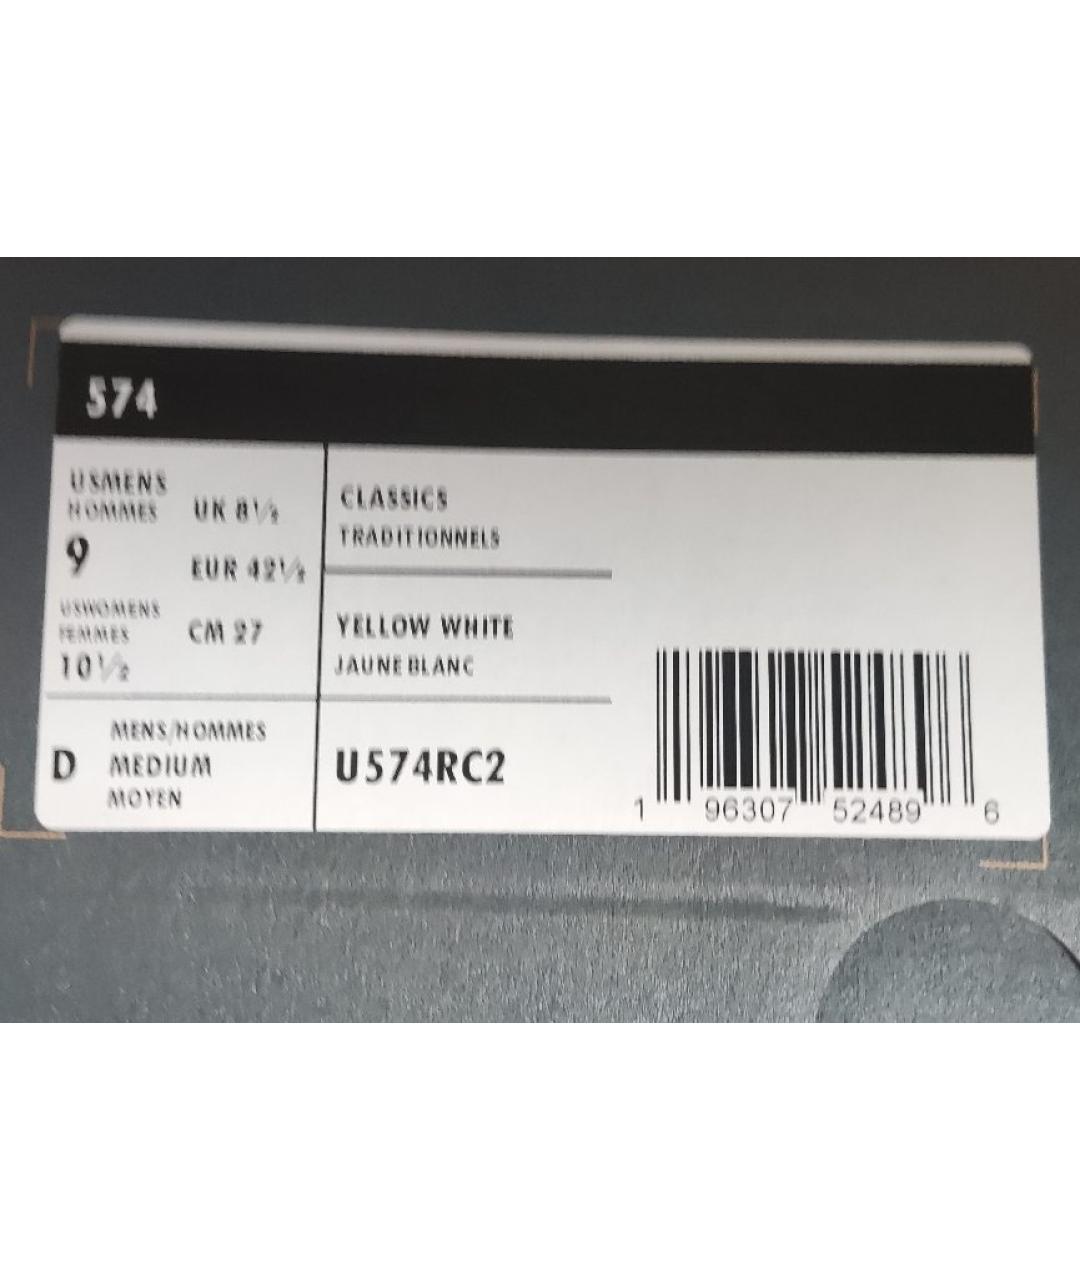 574
USMENS
HOMMES
9
UK 8½
EUR 42½
USWOMENS
FEMMES
10½
CM 27
D
MENS/HOMMES
MEDIUM
MOYEN
CLASSICS
TRADITIONNELS
YELLOW WHITE
JAUNE BLANC
U574RC2
1 96307 52489 6